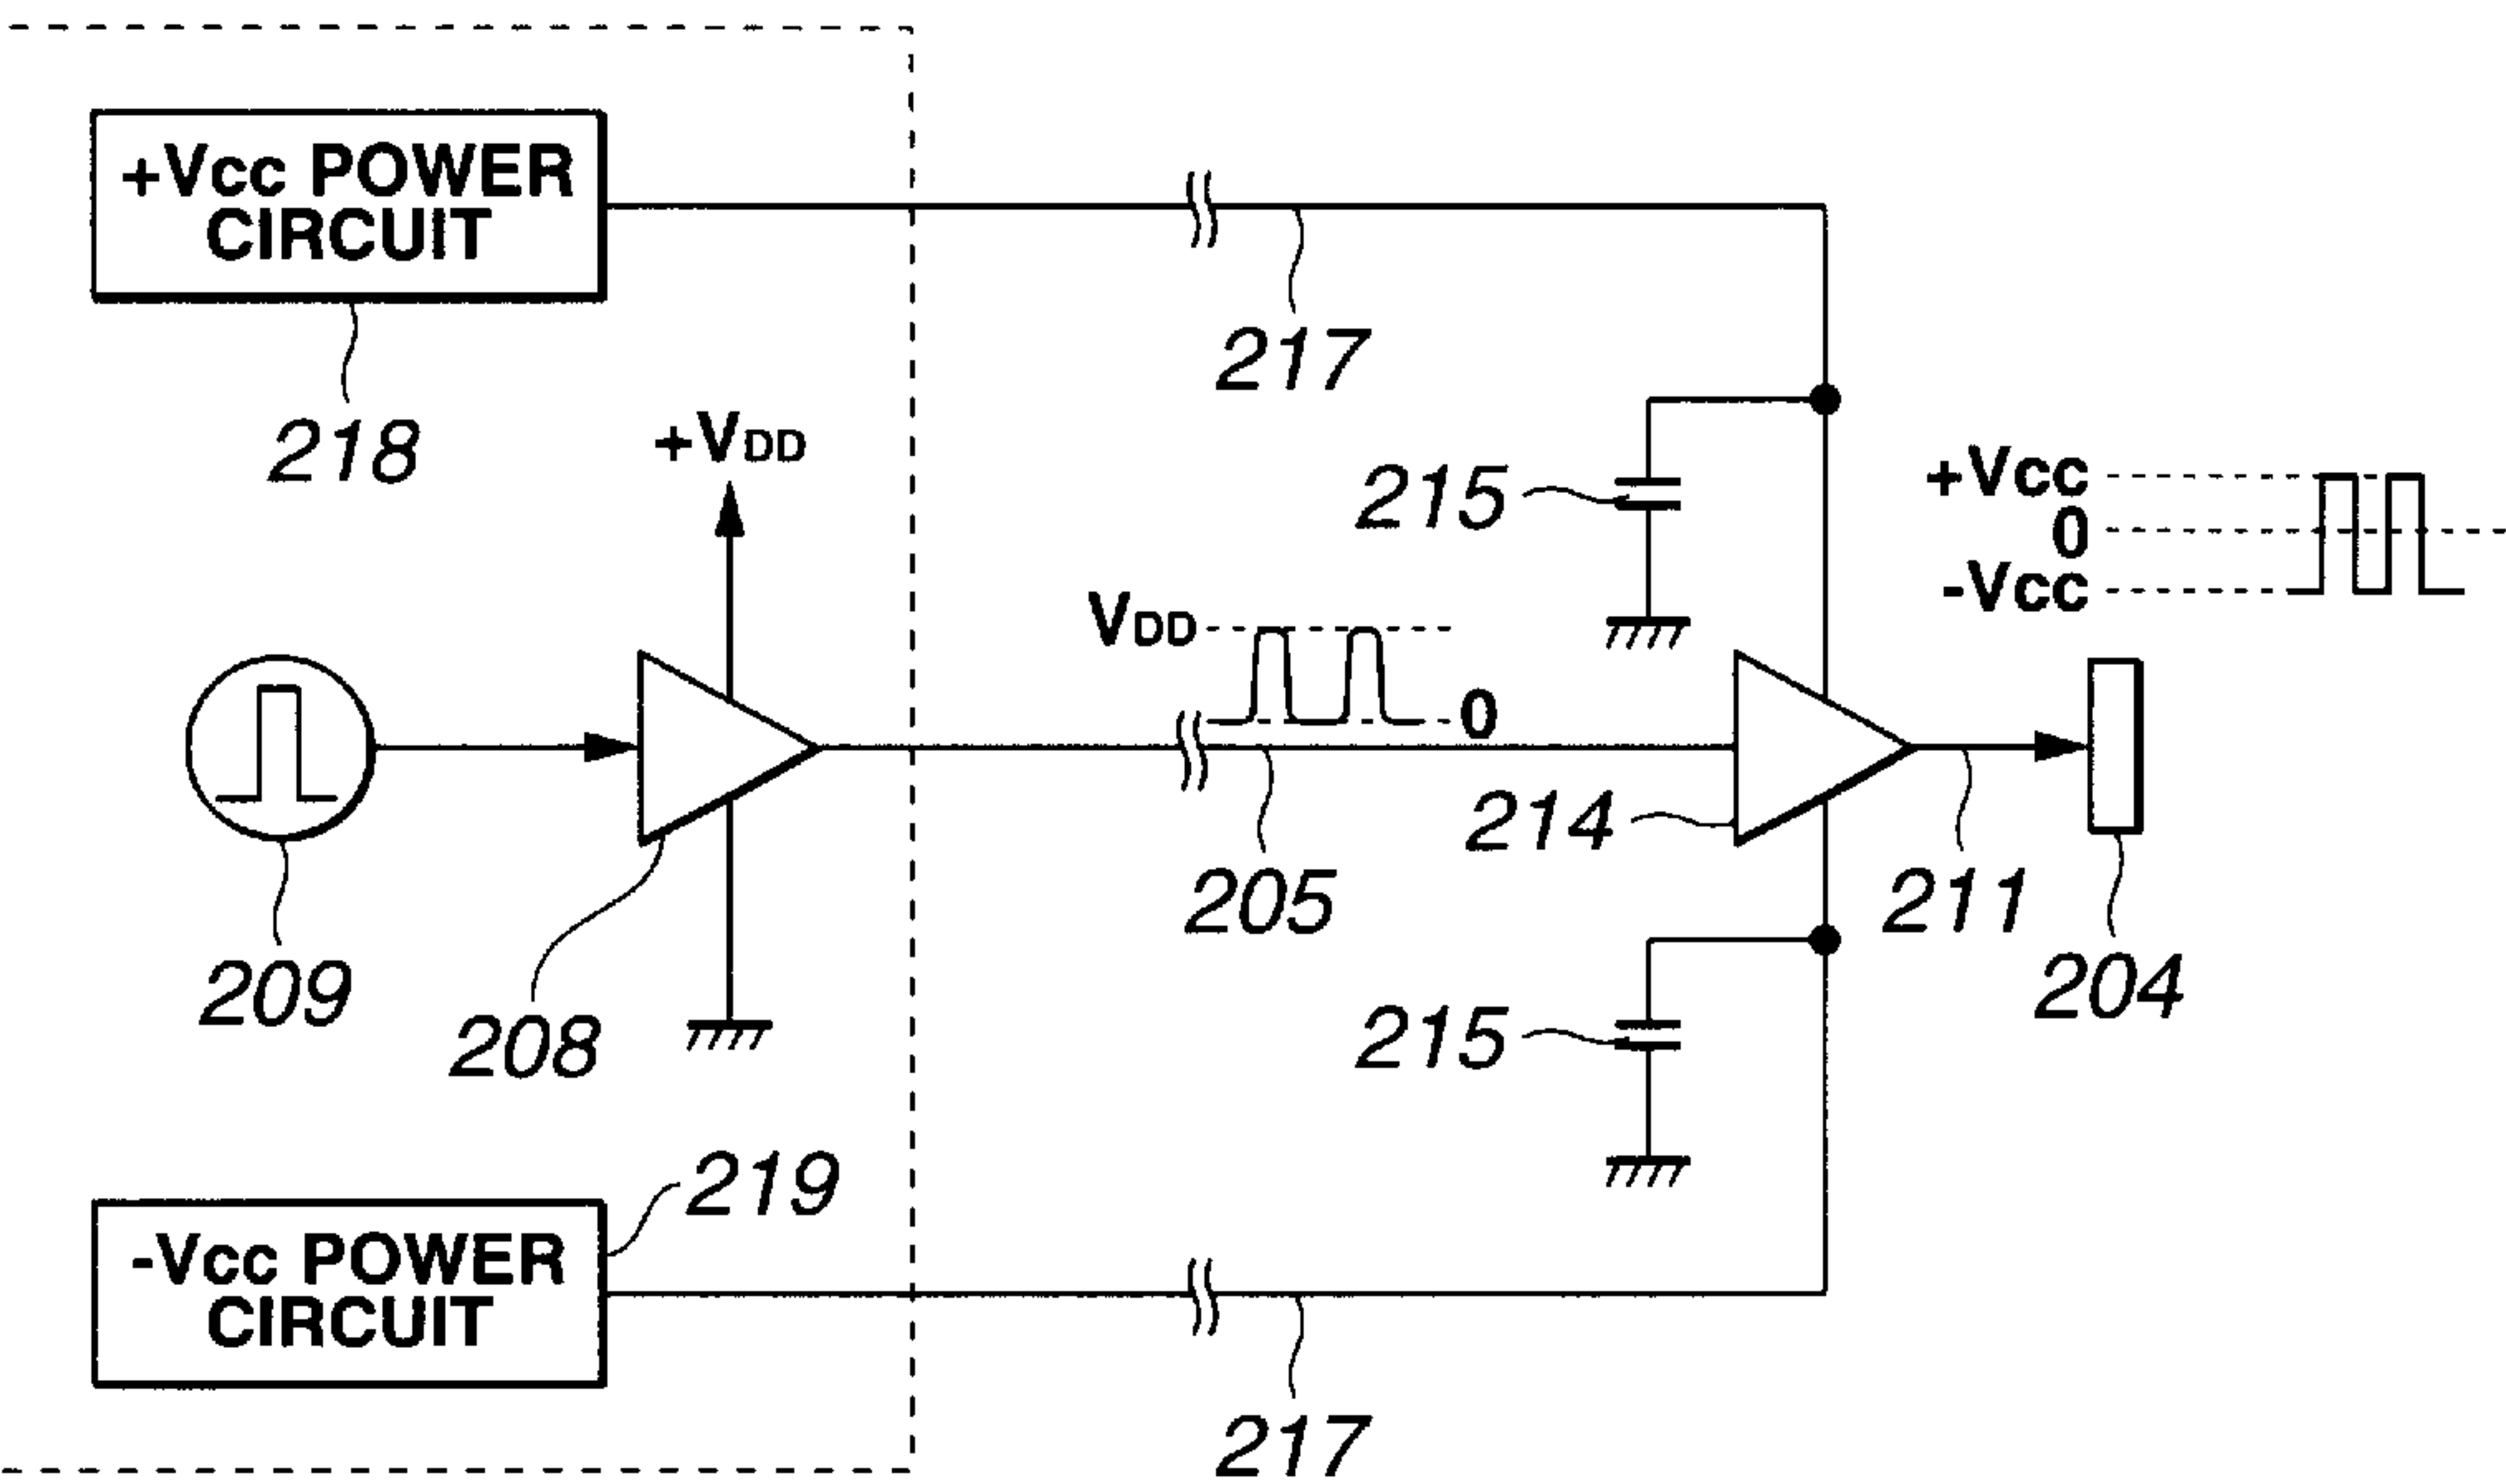 +Vcc POWER
CIRCUIT
217
218
+VDD
215
+Vcc
0
-Vcc
VDD
0
214
205
211
209
208
204
215
219
-Vcc POWER
CIRCUIT
217